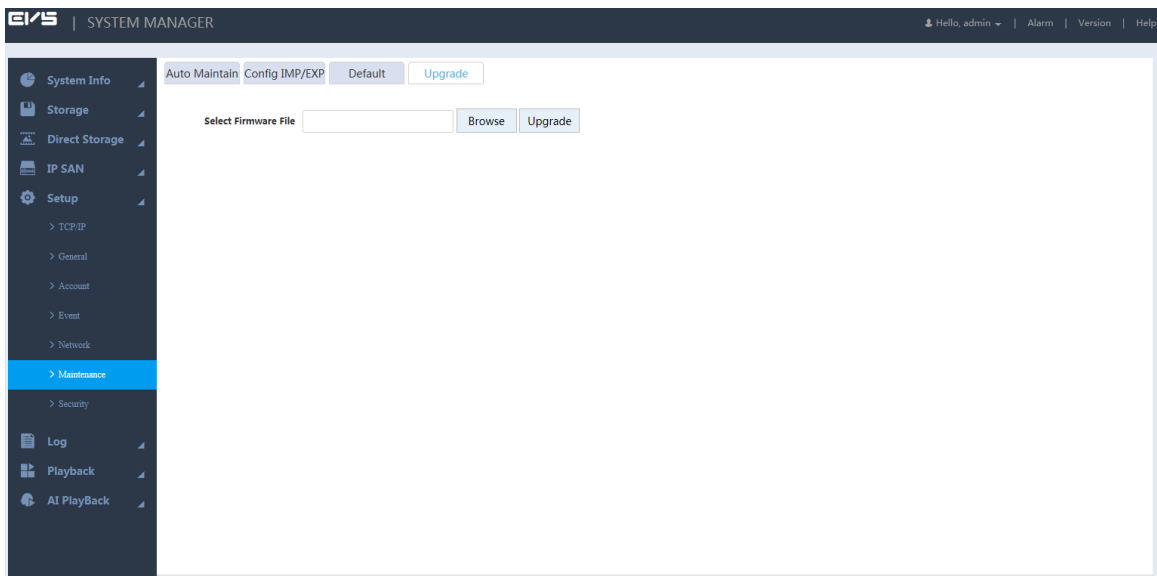 EVS | SYSTEM MANAGER
Hello, admin | Alarm | Version | Help
Auto Maintain Config IMP/EXP Default Upgrade
Select Firmware File Browse Upgrade
System Info
Storage
Direct Storage
IP SAN
Setup
> TCP/IP
> General
> Account
> Event
> Network
> Maintenance
> Security
Log
Playback
AI PlayBack